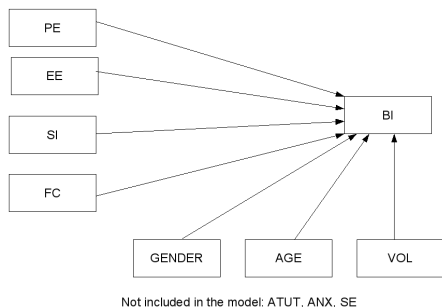 PE
EE
BI
SI
FC
GENDER AGE VOL
Not included in the model: ATUT, ANX, SE